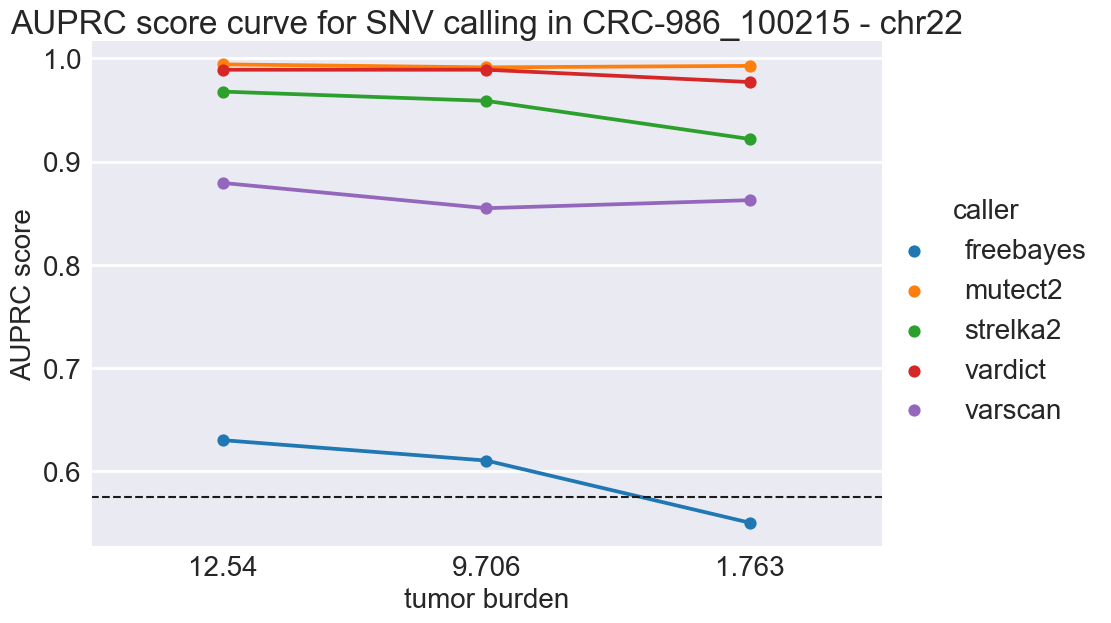 AUPRC score curve for SNV calling in CRC-986_100215 - chr22
1.0
0.9
0.8
0.7
0.6
AUPRC score
12.54 9.706 1.763
tumor burden
caller
freebayes
mutect2
strelka2
vardict
varscan